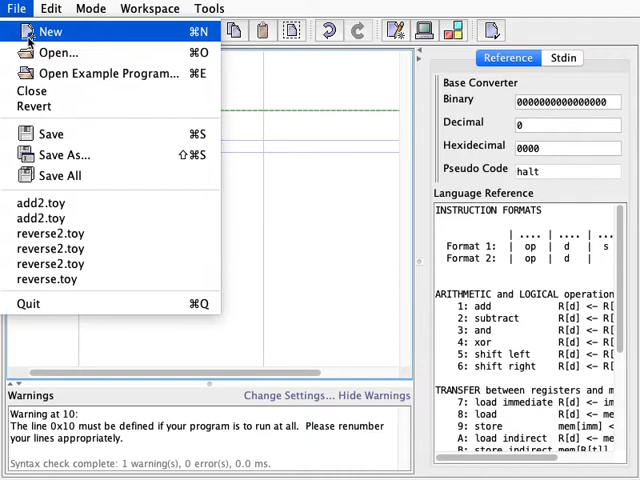 File Edit Mode Workspace Tools
New ⌘N
Open... ⌘O
Open Example Program... ⌘E
Close
Revert
Save ⌘S
Save As... ⇧⌘S
Save All
add2.toy
add2.toy
reverse2.toy
reverse2.toy
reverse2.toy
reverse.toy
Quit ⌘Q
Warnings Change Settings... Hide Warnings
Warning at 10:
The line 0x10 must be defined if your program is to run at all. Please renumber
your lines appropriately.
Syntax check complete: 1 warning(s), 0 error(s), 0.0 ms.
Reference Stdin
Base Converter
Binary 0000000000000000
Decimal 0
Hexidecimal 0000
Pseudo Code halt
Language Reference
INSTRUCTION FORMATS
| .... | .... | ...
Format 1: | op | d | s
Format 2: | op | d |
ARITHMETIC and LOGICAL operation
1: add R[d] <- R[
2: subtract R[d] <- R[
3: and R[d] <- R[
4: xor R[d] <- R[
5: shift left R[d] <- R[
6: shift right R[d] <- R[
TRANSFER between registers and m
7: load immediate R[d] <- im
8: load R[d] <- me
9: store mem[imm] <
A: load indirect R[d] <- me
B: store indirect mem[R[t]]